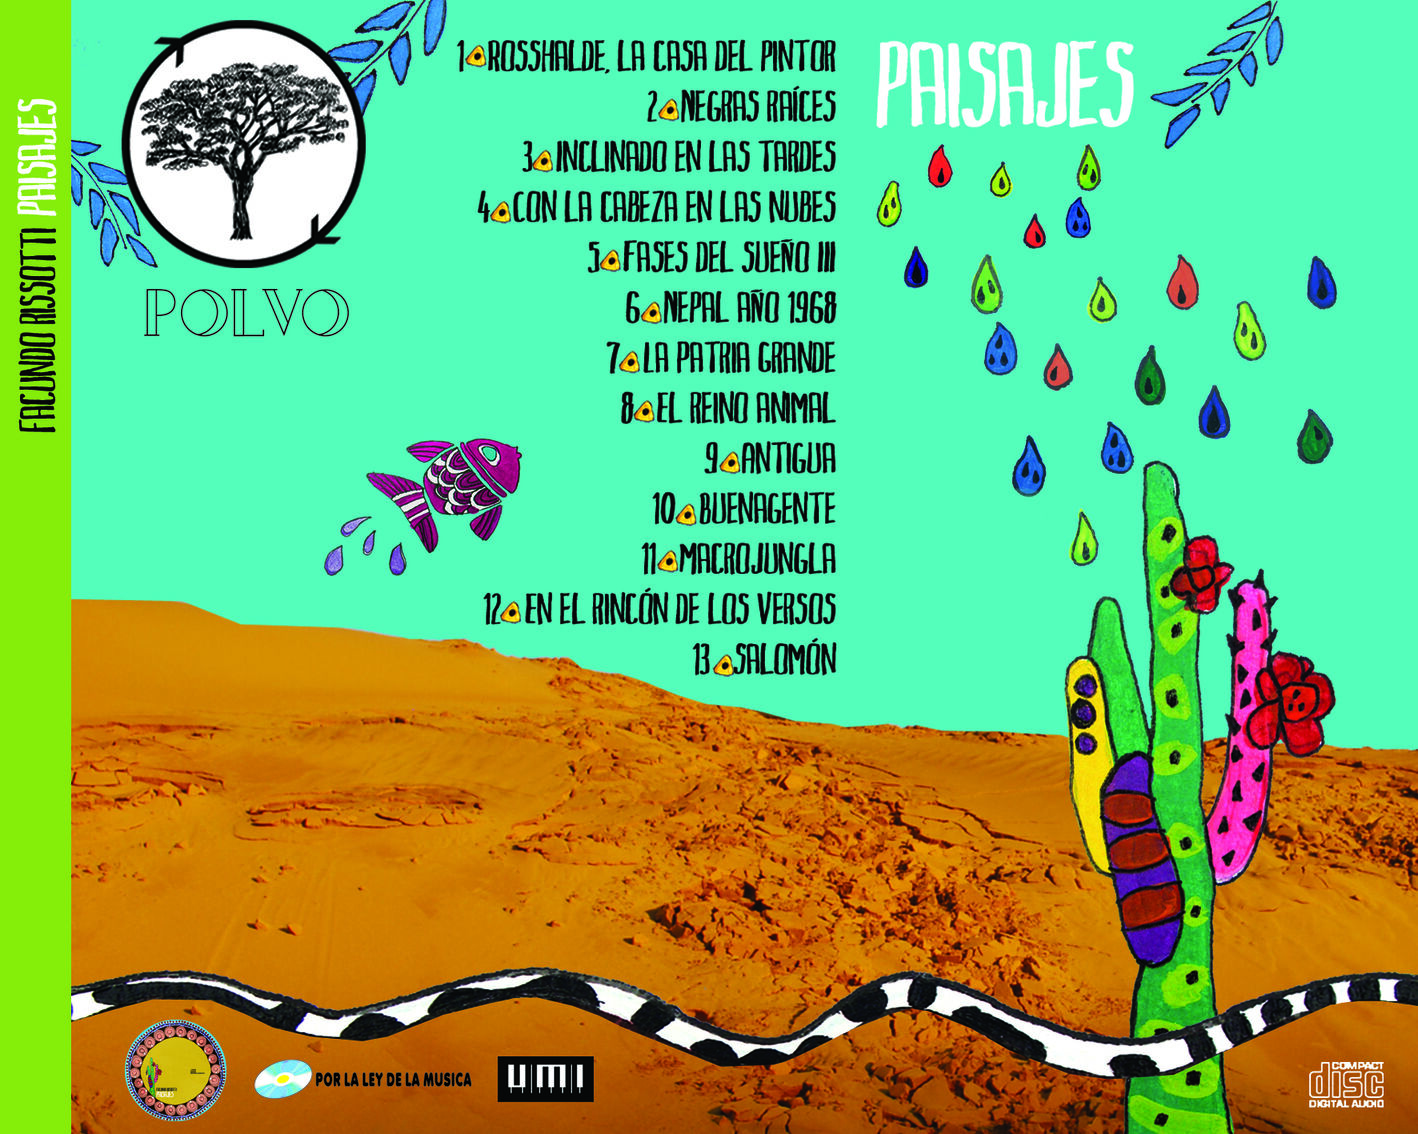 FACUNDO RISSOTTI PAISAJES
POLVO
1 ROSSHALDE, LA CASA DEL PINTOR
2 NEGRAS RAÍCES
3 INCLINADO EN LAS TARDES
4 CON LA CABEZA EN LAS NUBES
5 FASES DEL SUEÑO III
6 NEPAL AÑO 1968
7 LA PATRIA GRANDE
8 EL REINO ANIMAL
9 ANTIGUA
10 BUENAGENTE
11 MACROJUNGLA
12 EN EL RINCÓN DE LOS VERSOS
13 SALOMÓN
PAISAJES
POR LA LEY DE LA MUSICA
UMI
COMPACT
disc
DIGITAL AUDIO